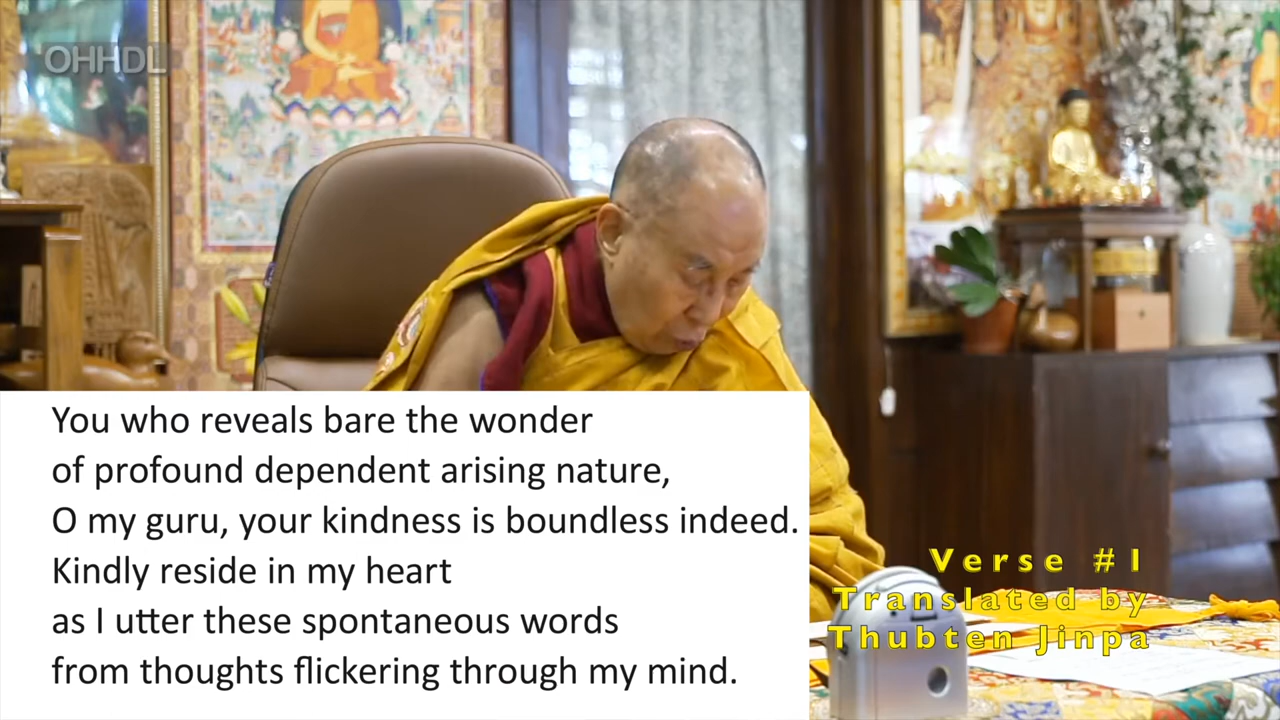 OHHDL
You who reveals bare the wonder
of profound dependent arising nature,
O my guru, your kindness is boundless indeed.
Kindly reside in my heart
as I utter these spontaneous words
from thoughts flickering through my mind.
Verse #1
Translated by
Thubten Jinpa